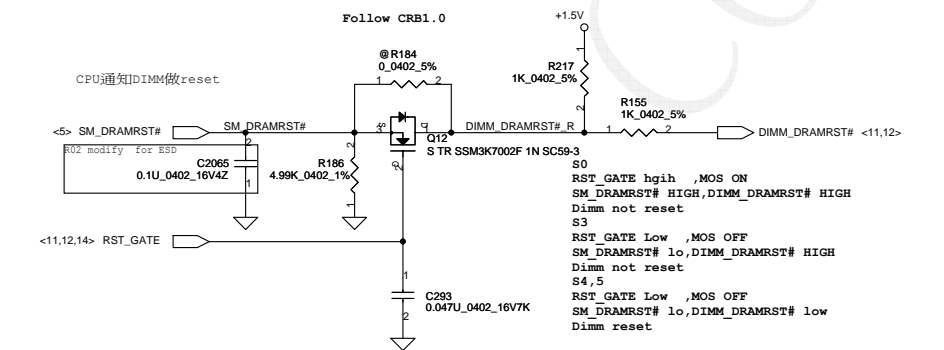 Follow CRB1.0
+1.5V
@R184
0_0402_5%
1
2
CPU通知DIMM做reset
R217
1K_0402_5%
1
2
R155
1K_0402_5%
1
2
<5> SM_DRAMRST#
SM_DRAMRST#
3
S
D
1
DIMM_DRAMRST#_R
DIMM_DRAMRST# <11,12>
Q12
S TR SSM3K7002F 1N SC59-3
G
2
R02 modify for ESD
C2065
0.1U_0402_16V4Z
2
1
R186
4.99K_0402_1%
2
1
<11,12,14> RST_GATE
C293
0.047U_0402_16V7K
1
2
S0
RST_GATE hgih ,MOS ON
SM_DRAMRST# HIGH,DIMM_DRAMRST# HIGH
Dimm not reset
S3
RST_GATE Low ,MOS OFF
SM_DRAMRST# lo,DIMM_DRAMRST# HIGH
Dimm not reset
S4,5
RST_GATE Low ,MOS OFF
SM_DRAMRST# lo,DIMM_DRAMRST# low
Dimm reset